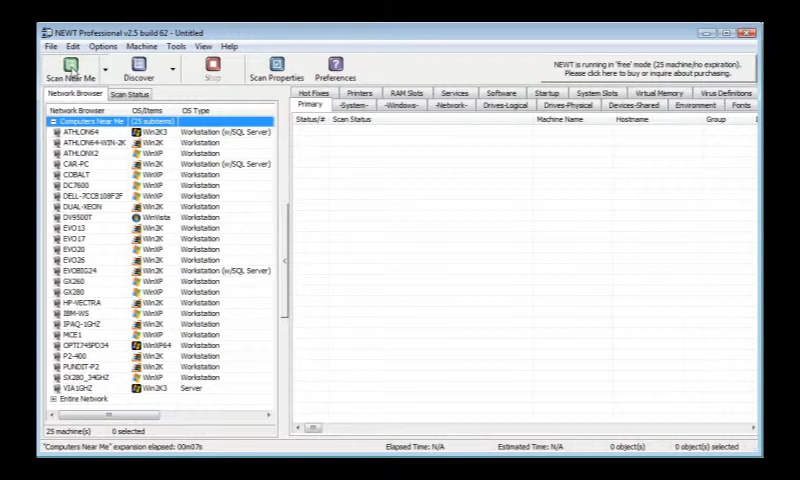 NEWT Professional v2.5 build 62 - Untitled
File Edit Options Machine Tools View Help
Scan Near Me Discover Stop Scan Properties Preferences
NEWT is running in 'free' mode (25 machine/no expiration).
Please click here to buy or inquire about purchasing.
Network Browser Scan Status
Hot Fixes Printers RAM Slots Services Software Startup System Slots Virtual Memory Virus Definitions
Primary -System- -Windows- -Network- Drives-Logical Drives-Physical Devices-Shared Environment Fonts
Network Browser OS/Items OS Type
Status/# Scan Status Machine Name Hostname Group
Computers Near Me (25 subitems)
ATHLON64 Win2K3 Workstation (w/SQL Server)
ATHLON64-WIN-2K Win2K Workstation
ATHLONX2 WinXP Workstation
CAR-PC Win2K Workstation (w/SQL Server)
COBALT WinXP Workstation
DC7600 WinXP Workstation
DELL-7CCB108F2F WinXP Workstation
DUAL-XEON Win2K Workstation
DV9500T WinVista Workstation
EVO13 Win2K Workstation
EVO17 Win2K Workstation
EVO20 WinXP Workstation
EVO26 Win2K Workstation
EVOBIG24 Win2K Workstation (w/SQL Server)
GX260 WinXP Workstation
GX280 WinXP Workstation
HP-VECTRA Win2K Workstation
IBM-WS WinXP Workstation
IPAQ-1GHZ Win2K Workstation
MCE1 WinXP Workstation
OPTI745PD34 WinXP64 Workstation
P2-400 Win2K Workstation
PUNDIT-P2 Win2K Workstation
SX280_34GHZ WinXP Workstation
VIA1GHZ Win2K3 Server
Entire Network
25 machine(s) 0 selected
"Computers Near Me" expansion elapsed: 00m07s Elapsed Time: N/A Estimated Time: N/A 0 object(s) 0 object(s) selected